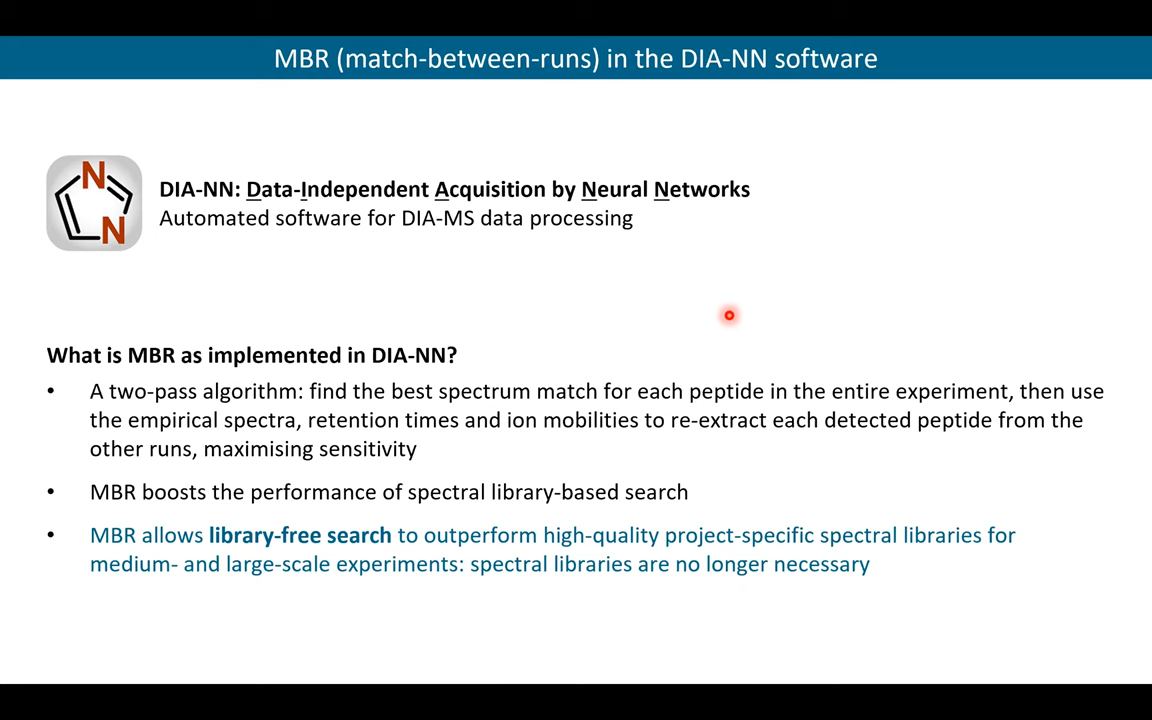 MBR (match-between-runs) in the DIA-NN software
N
N
DIA-NN: Data-Independent Acquisition by Neural Networks
Automated software for DIA-MS data processing
What is MBR as implemented in DIA-NN?
• A two-pass algorithm: find the best spectrum match for each peptide in the entire experiment, then use
the empirical spectra, retention times and ion mobilities to re-extract each detected peptide from the
other runs, maximising sensitivity
• MBR boosts the performance of spectral library-based search
• MBR allows library-free search to outperform high-quality project-specific spectral libraries for
medium- and large-scale experiments: spectral libraries are no longer necessary